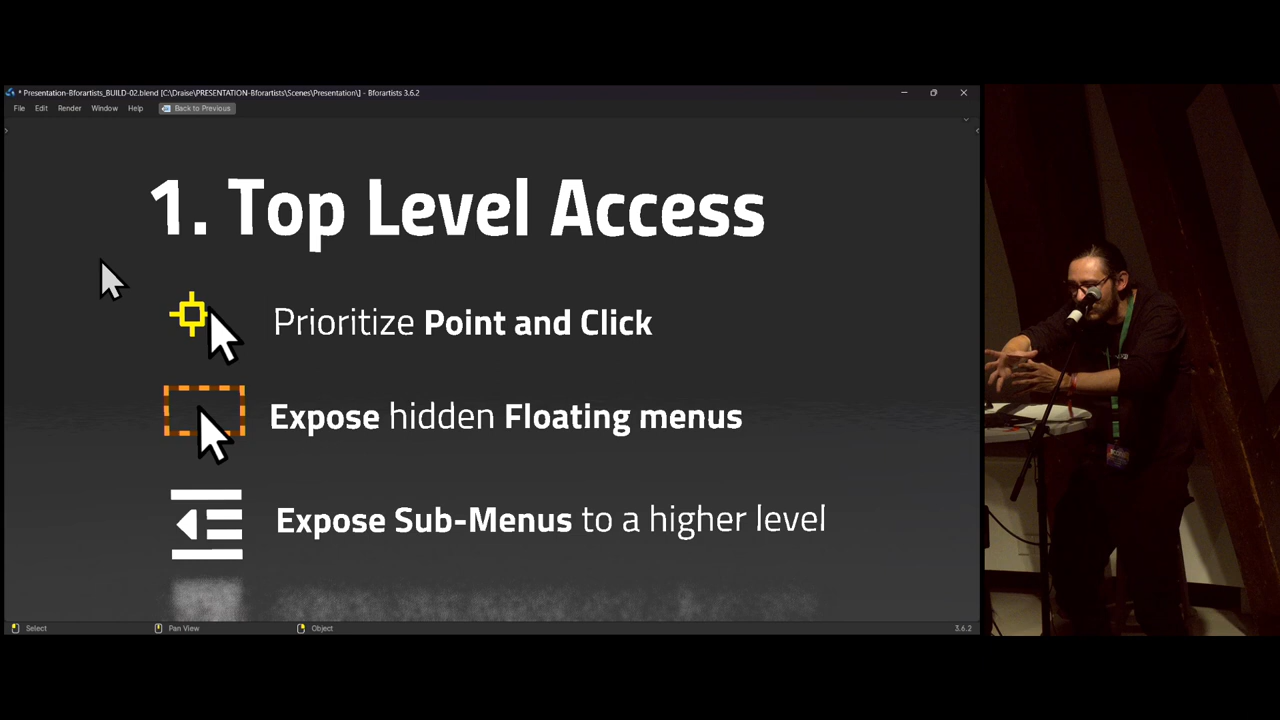 * Presentation-Bforartists_BUILD-02.blend [C:\Draise\PRESENTATION-Bforartists\Scenes\Presentation\] - Bforartists 3.6.2
File Edit Render Window Help Back to Previous
1. Top Level Access
Prioritize Point and Click
Expose hidden Floating menus
Expose Sub-Menus to a higher level
Select Pan View Object 3.6.2